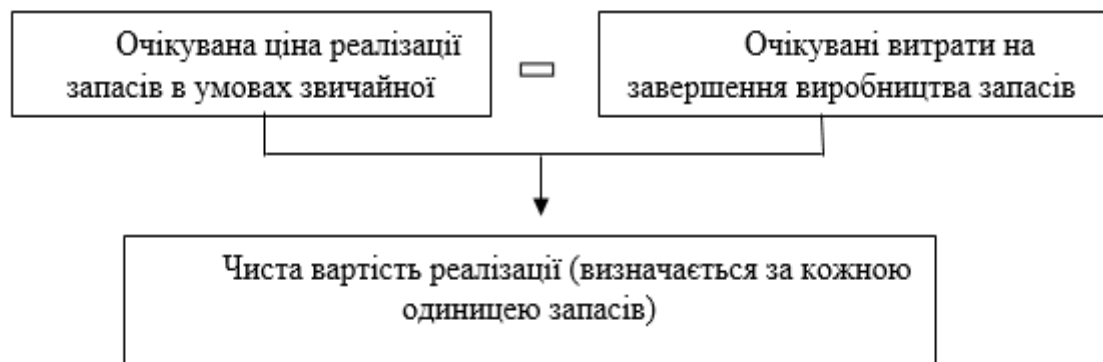 Очікувана ціна реалізації
запасів в умовах звичайної
Очікувані витрати на
завершення виробництва запасів
Чиста вартість реалізації (визначається за кожною
одиницею запасів)